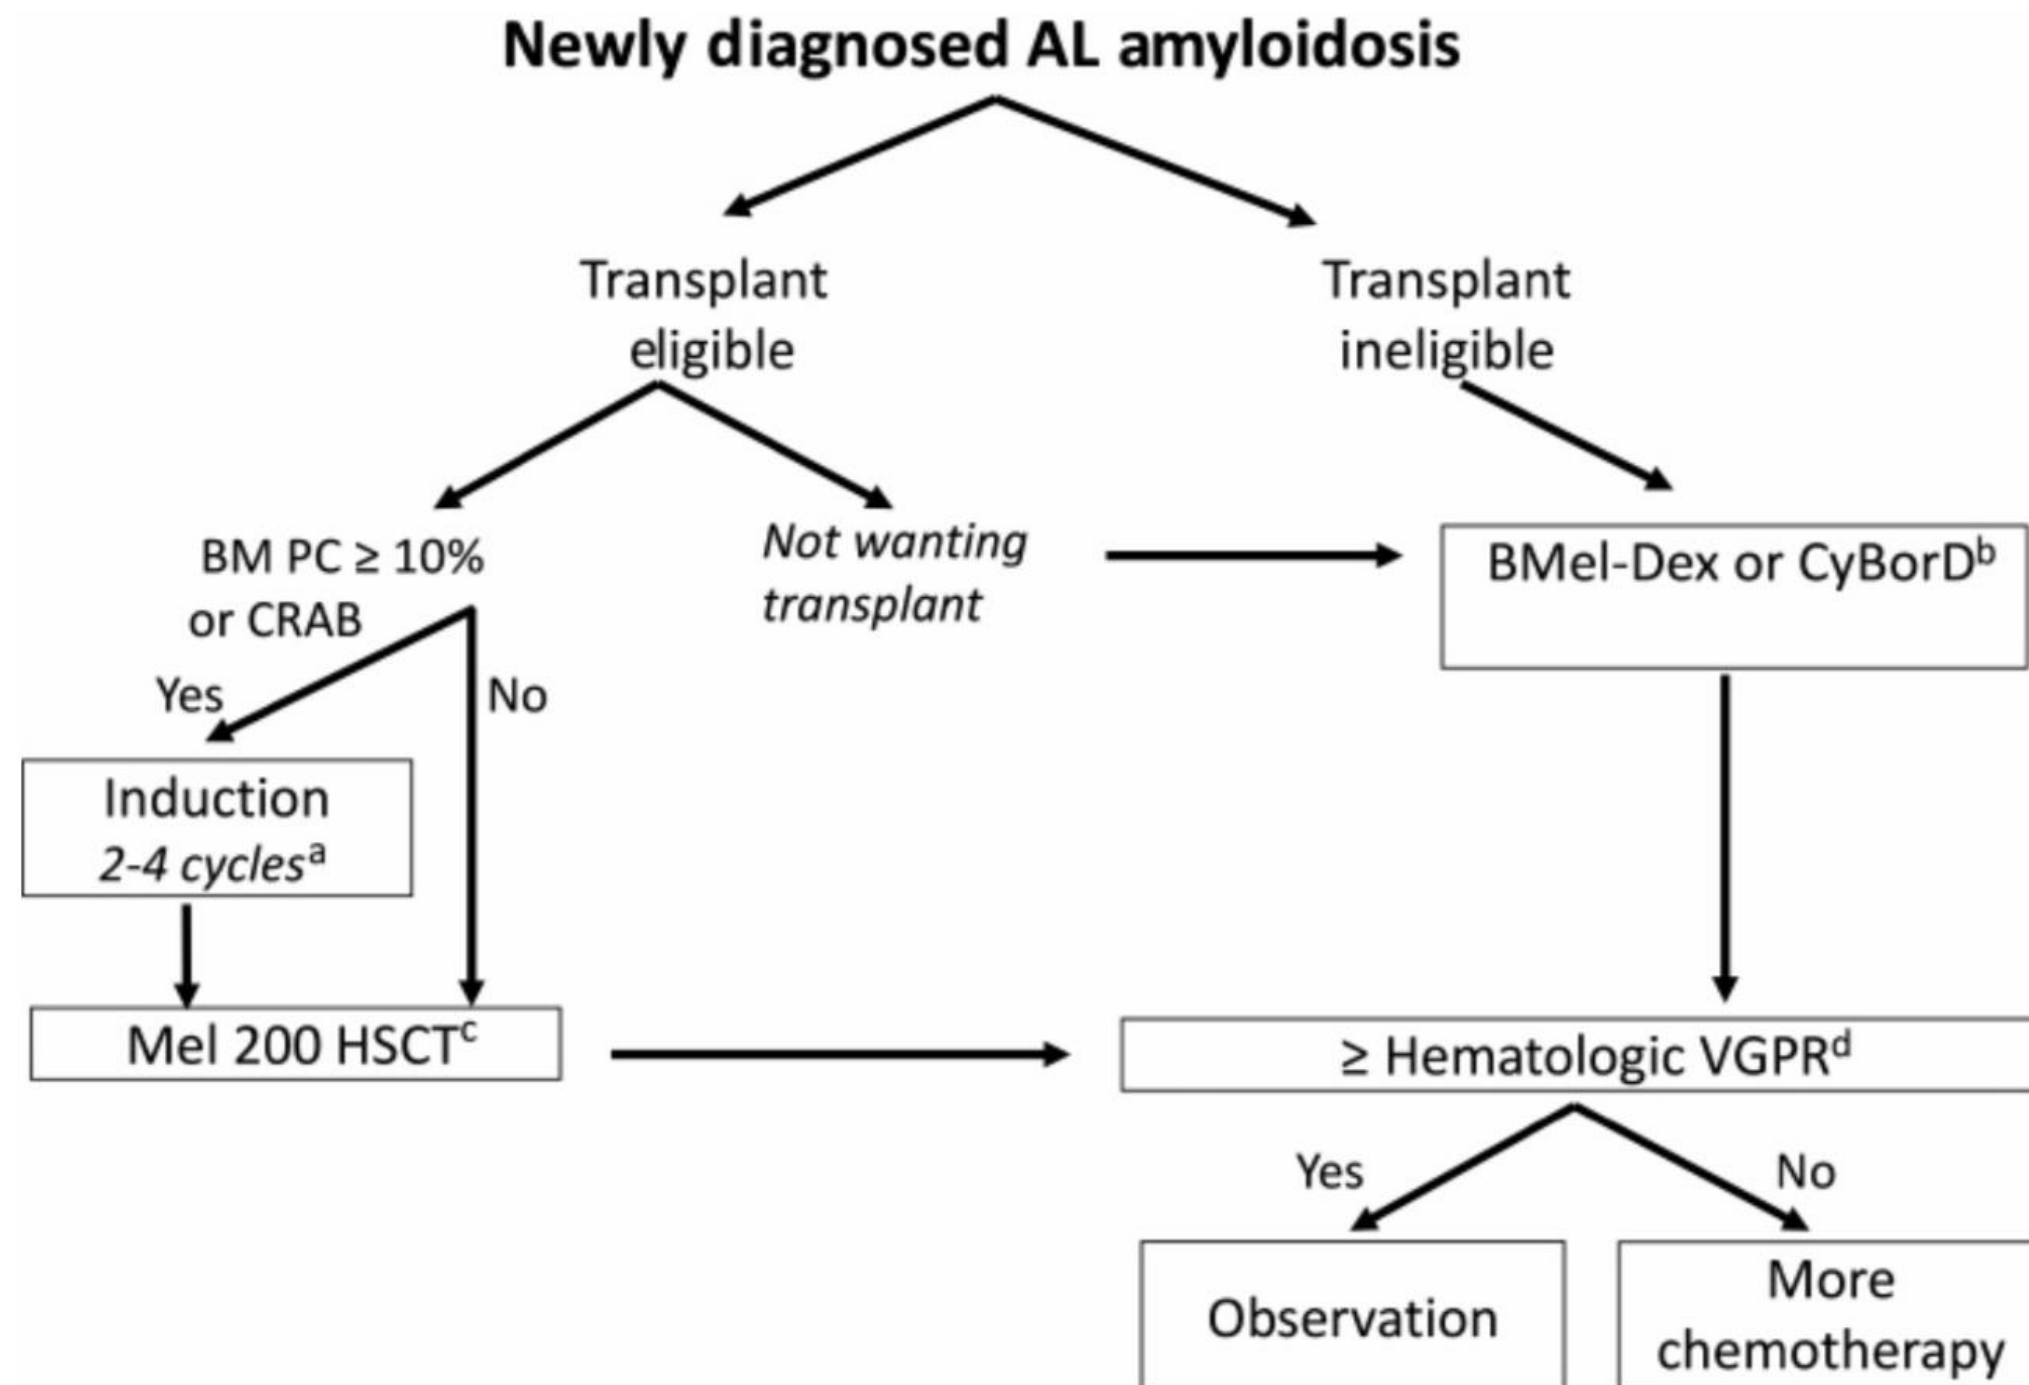 Newly diagnosed AL amyloidosis
Transplant
eligible
Transplant
ineligible
BM PC ≥ 10%
or CRAB
Not wanting
transplant
BMel-Dex or CyBorDᵇ
Yes
No
Induction
2-4 cyclesᵃ
Mel 200 HSCTᶜ
≥ Hematologic VGPRᵈ
Yes
No
Observation
More
chemotherapy